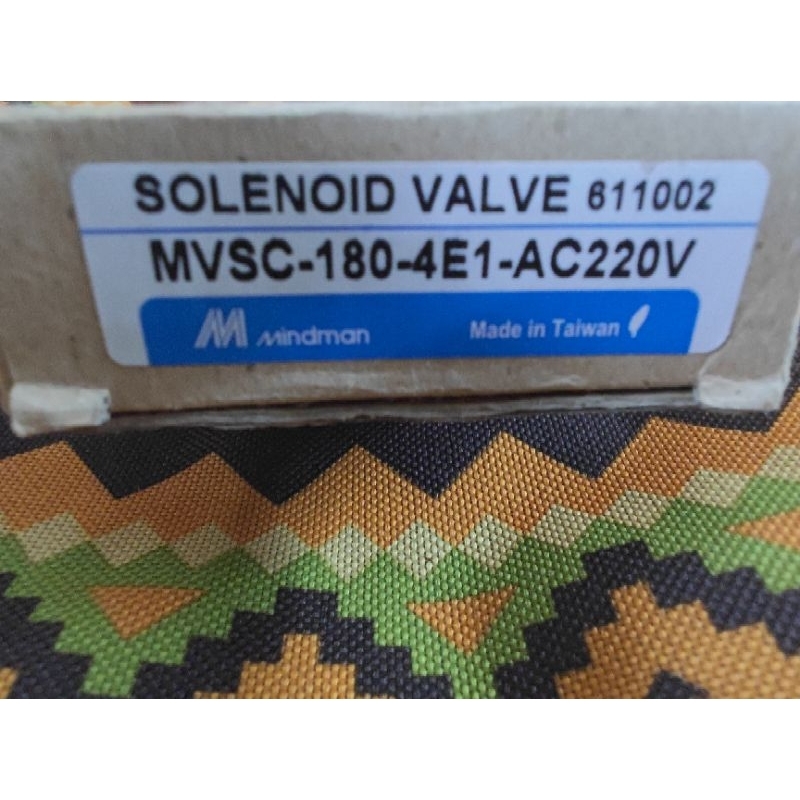 SOLENOID VALVE 611002
MVSC-180-4E1-AC220V
Mindman Made in Taiwan